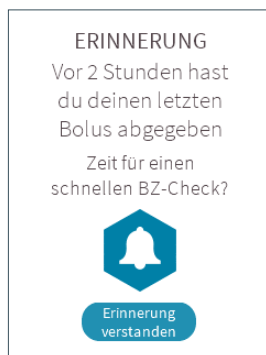 ERINNERUNG
Vor 2 Stunden hast
du deinen letzten
Bolus abgegeben
Zeit für einen
schnellen BZ-Check?
Erinnerung
verstanden